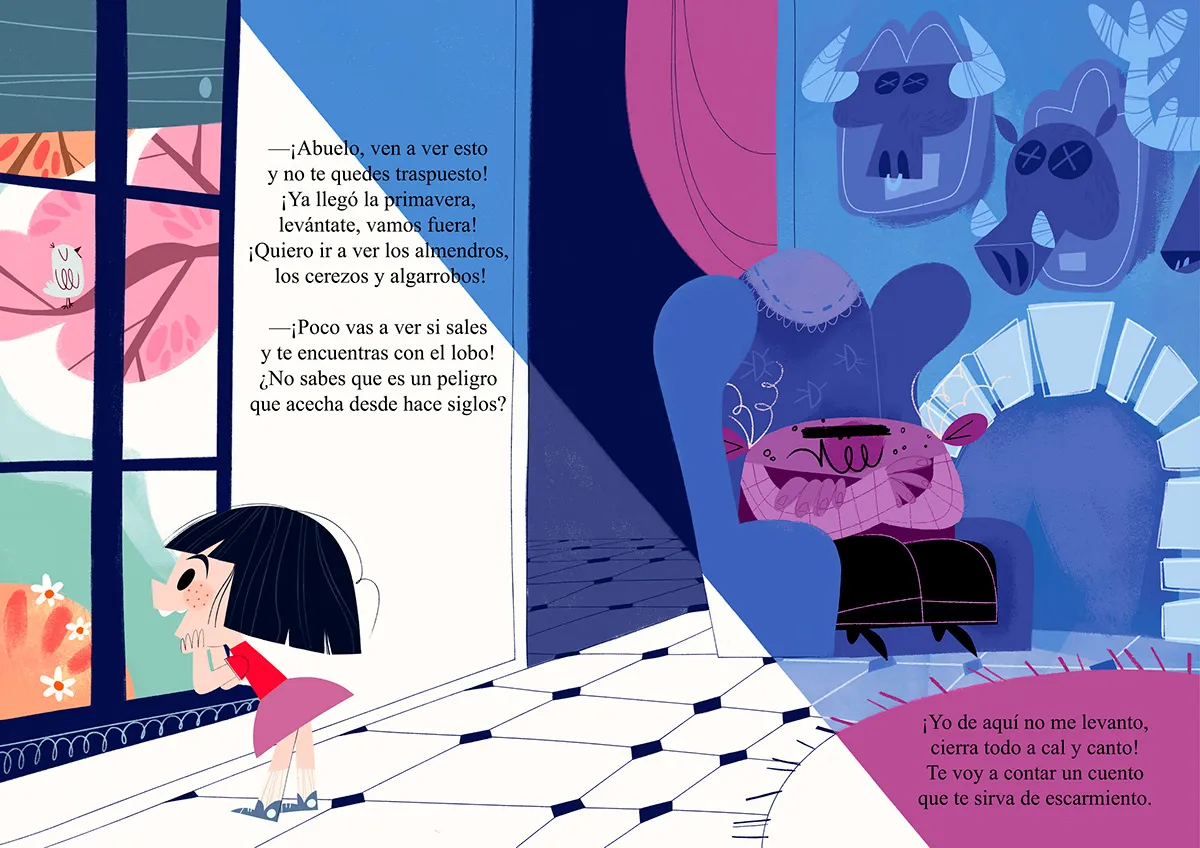 —¡Abuelo, ven a ver esto
y no te quedes traspuesto!
¡Ya llegó la primavera,
levántate, vamos fuera!
¡Quiero ir a ver los almendros,
los cerezos y algarrobos!
—¡Poco vas a ver si sales
y te encuentras con el lobo!
¿No sabes que es un peligro
que acecha desde hace siglos?
¡Yo de aquí no me levanto,
cierra todo a cal y canto!
Te voy a contar un cuento
que te sirva de escarmiento.